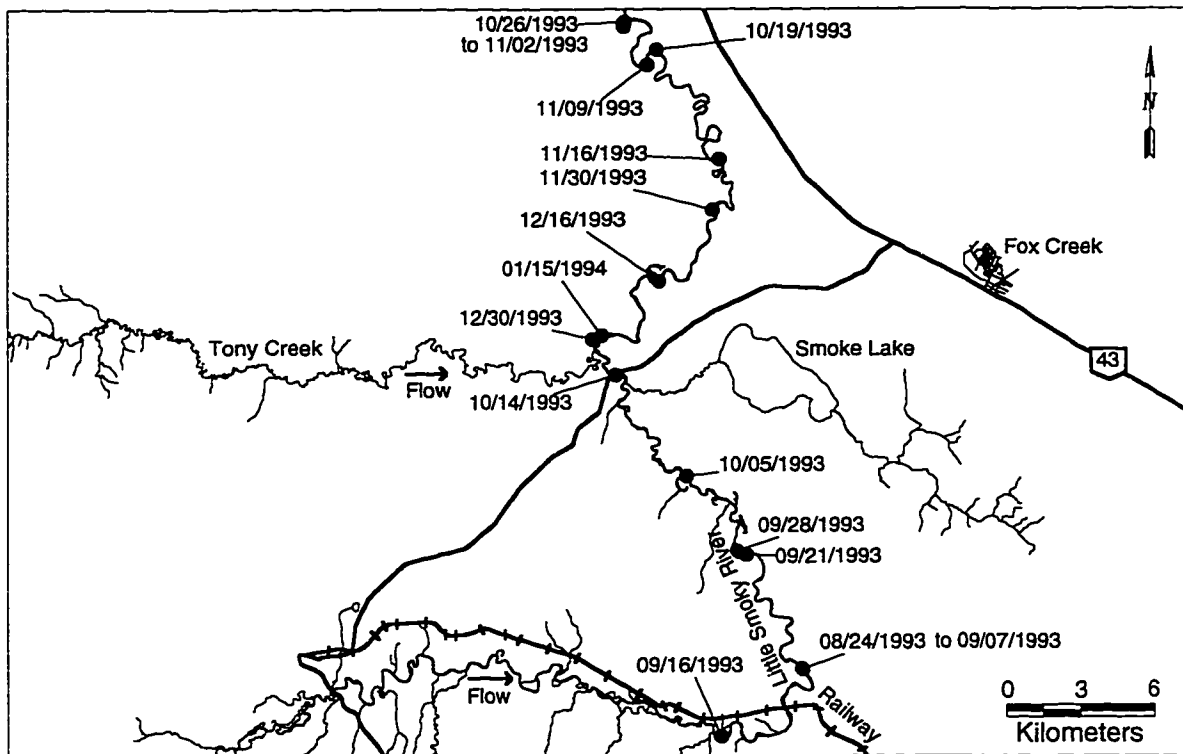 10/26/1993
to 11/02/1993
10/19/1993
11/09/1993
N
11/16/1993
11/30/1993
12/16/1993
Fox Creek
01/15/1994
12/30/1993
Tony Creek
Smoke Lake
43
Flow
10/14/1993
10/05/1993
09/28/1993
09/21/1993
Little Smoky River
08/24/1993 to 09/07/1993
09/16/1993
Flow
Railway
0 3 6
Kilometers